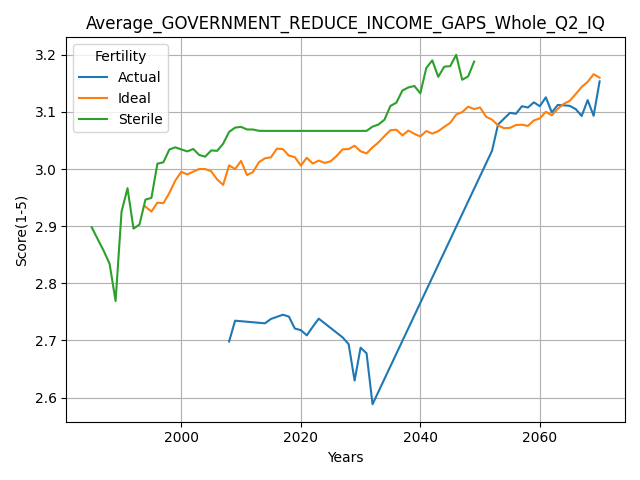 Average_GOVERNMENT_REDUCE_INCOME_GAPS_Whole_Q2_IQ
Fertility
Actual
Ideal
Sterile
Score(1-5)
3.2
3.1
3.0
2.9
2.8
2.7
2.6
2000
2020
2040
2060
Years